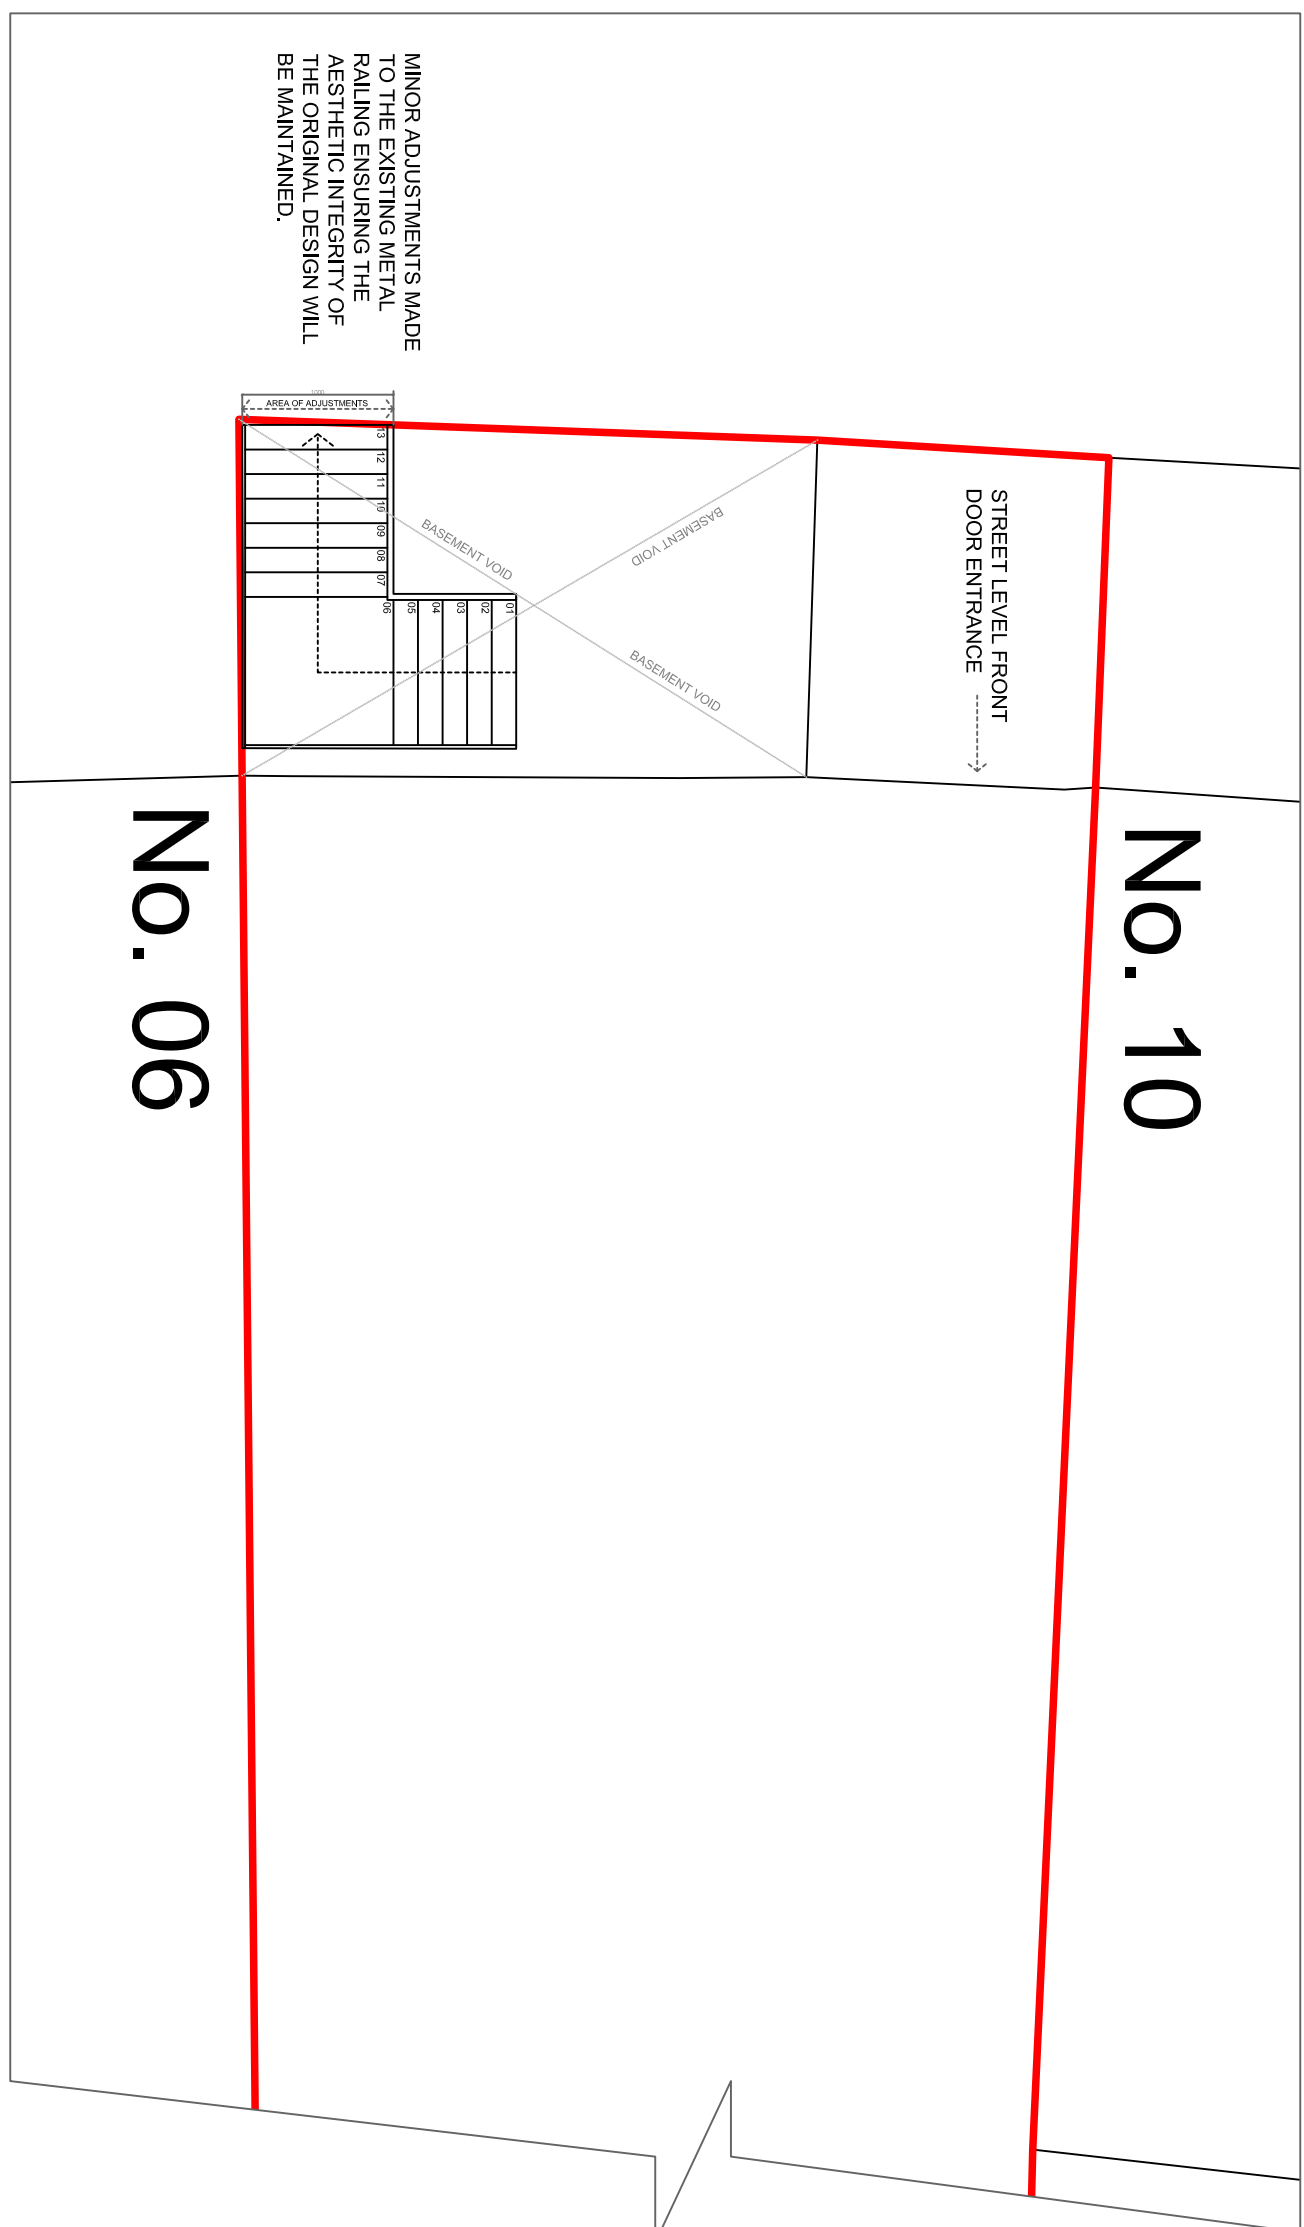 MINOR ADJUSTMENTS MADE
TO THE EXISTING METAL
RAILING ENSURING THE
AESTHETIC INTEGRITY OF
THE ORIGINAL DESIGN WILL
BE MAINTAINED.
1000
AREA OF ADJUSTMENTS
13
12
11
10
09
08
07
06
05
04
03
02
01
BASEMENT VOID
BASEMENT VOID
BASEMENT VOID
STREET LEVEL FRONT
DOOR ENTRANCE
No. 06
No. 10